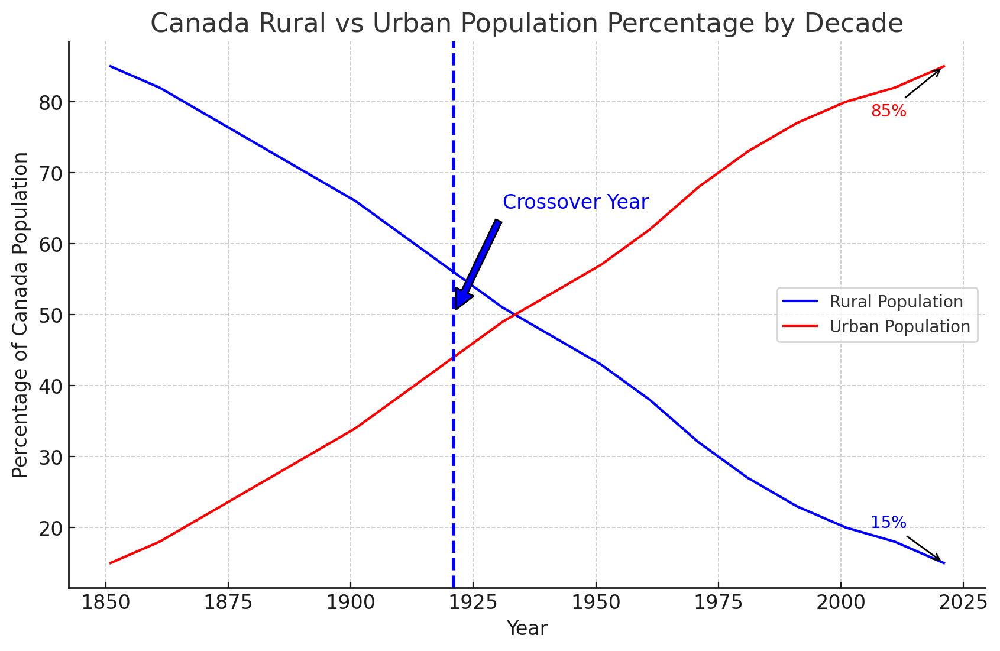 Canada Rural vs Urban Population Percentage by Decade
Percentage of Canada Population
80
70
60
50
40
30
20
85%
Crossover Year
Rural Population
Urban Population
15%
1850 1875 1900 1925 1950 1975 2000 2025
Year